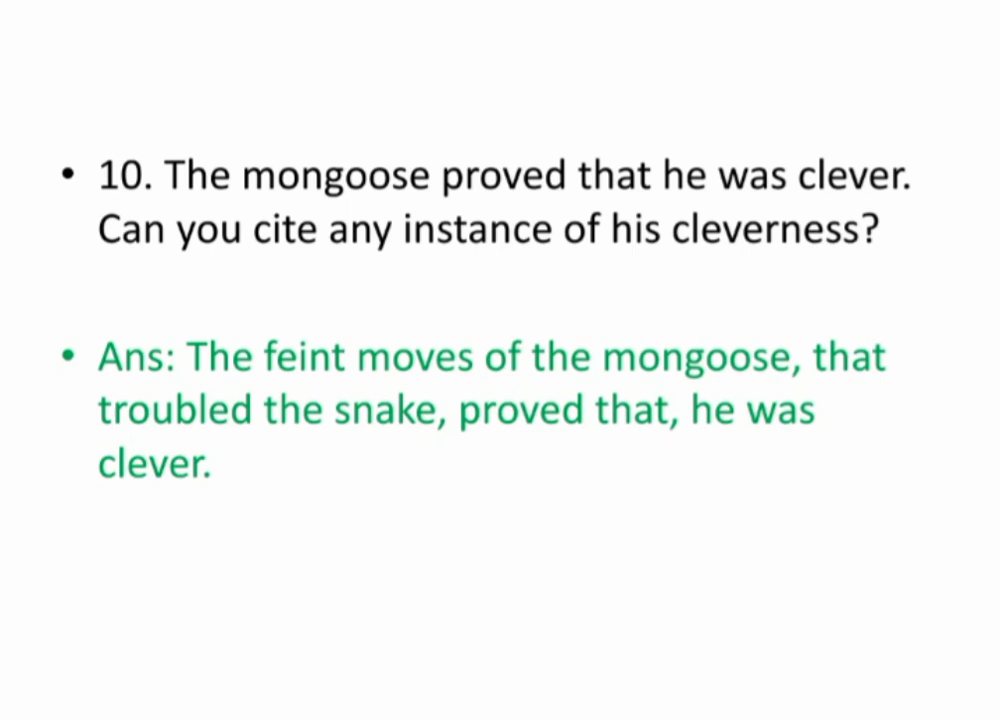 • 10. The mongoose proved that he was clever.
Can you cite any instance of his cleverness?
• Ans: The feint moves of the mongoose, that
troubled the snake, proved that, he was
clever.